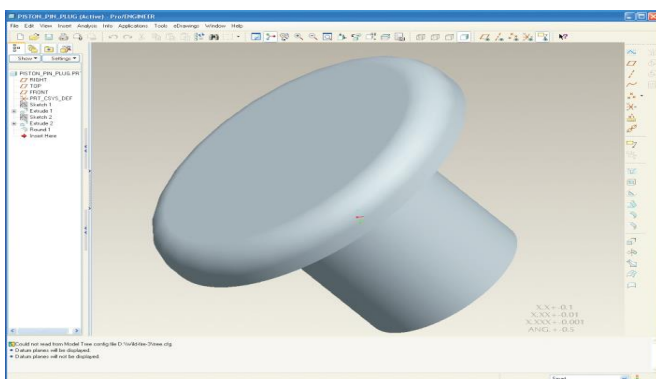 PISTON_PIN_PLUG (Active) - Pro/ENGINEER
File Edit View Insert Analysis Info Applications Tools eDrawings Window Help
Show Settings
PISTON_PIN_PLUG.PRT
RIGHT
TOP
FRONT
PRT_CSYS_DEF
Sketch 1
Extrude 1
Sketch 2
Extrude 2
Round 1
Insert Here
X.X+-0.1
X.XX+-0.01
X.XXX+-0.001
ANG.+-0.5
Could not read from Model Tree config file
Datum planes will be displayed.
Datum planes will not be displayed.